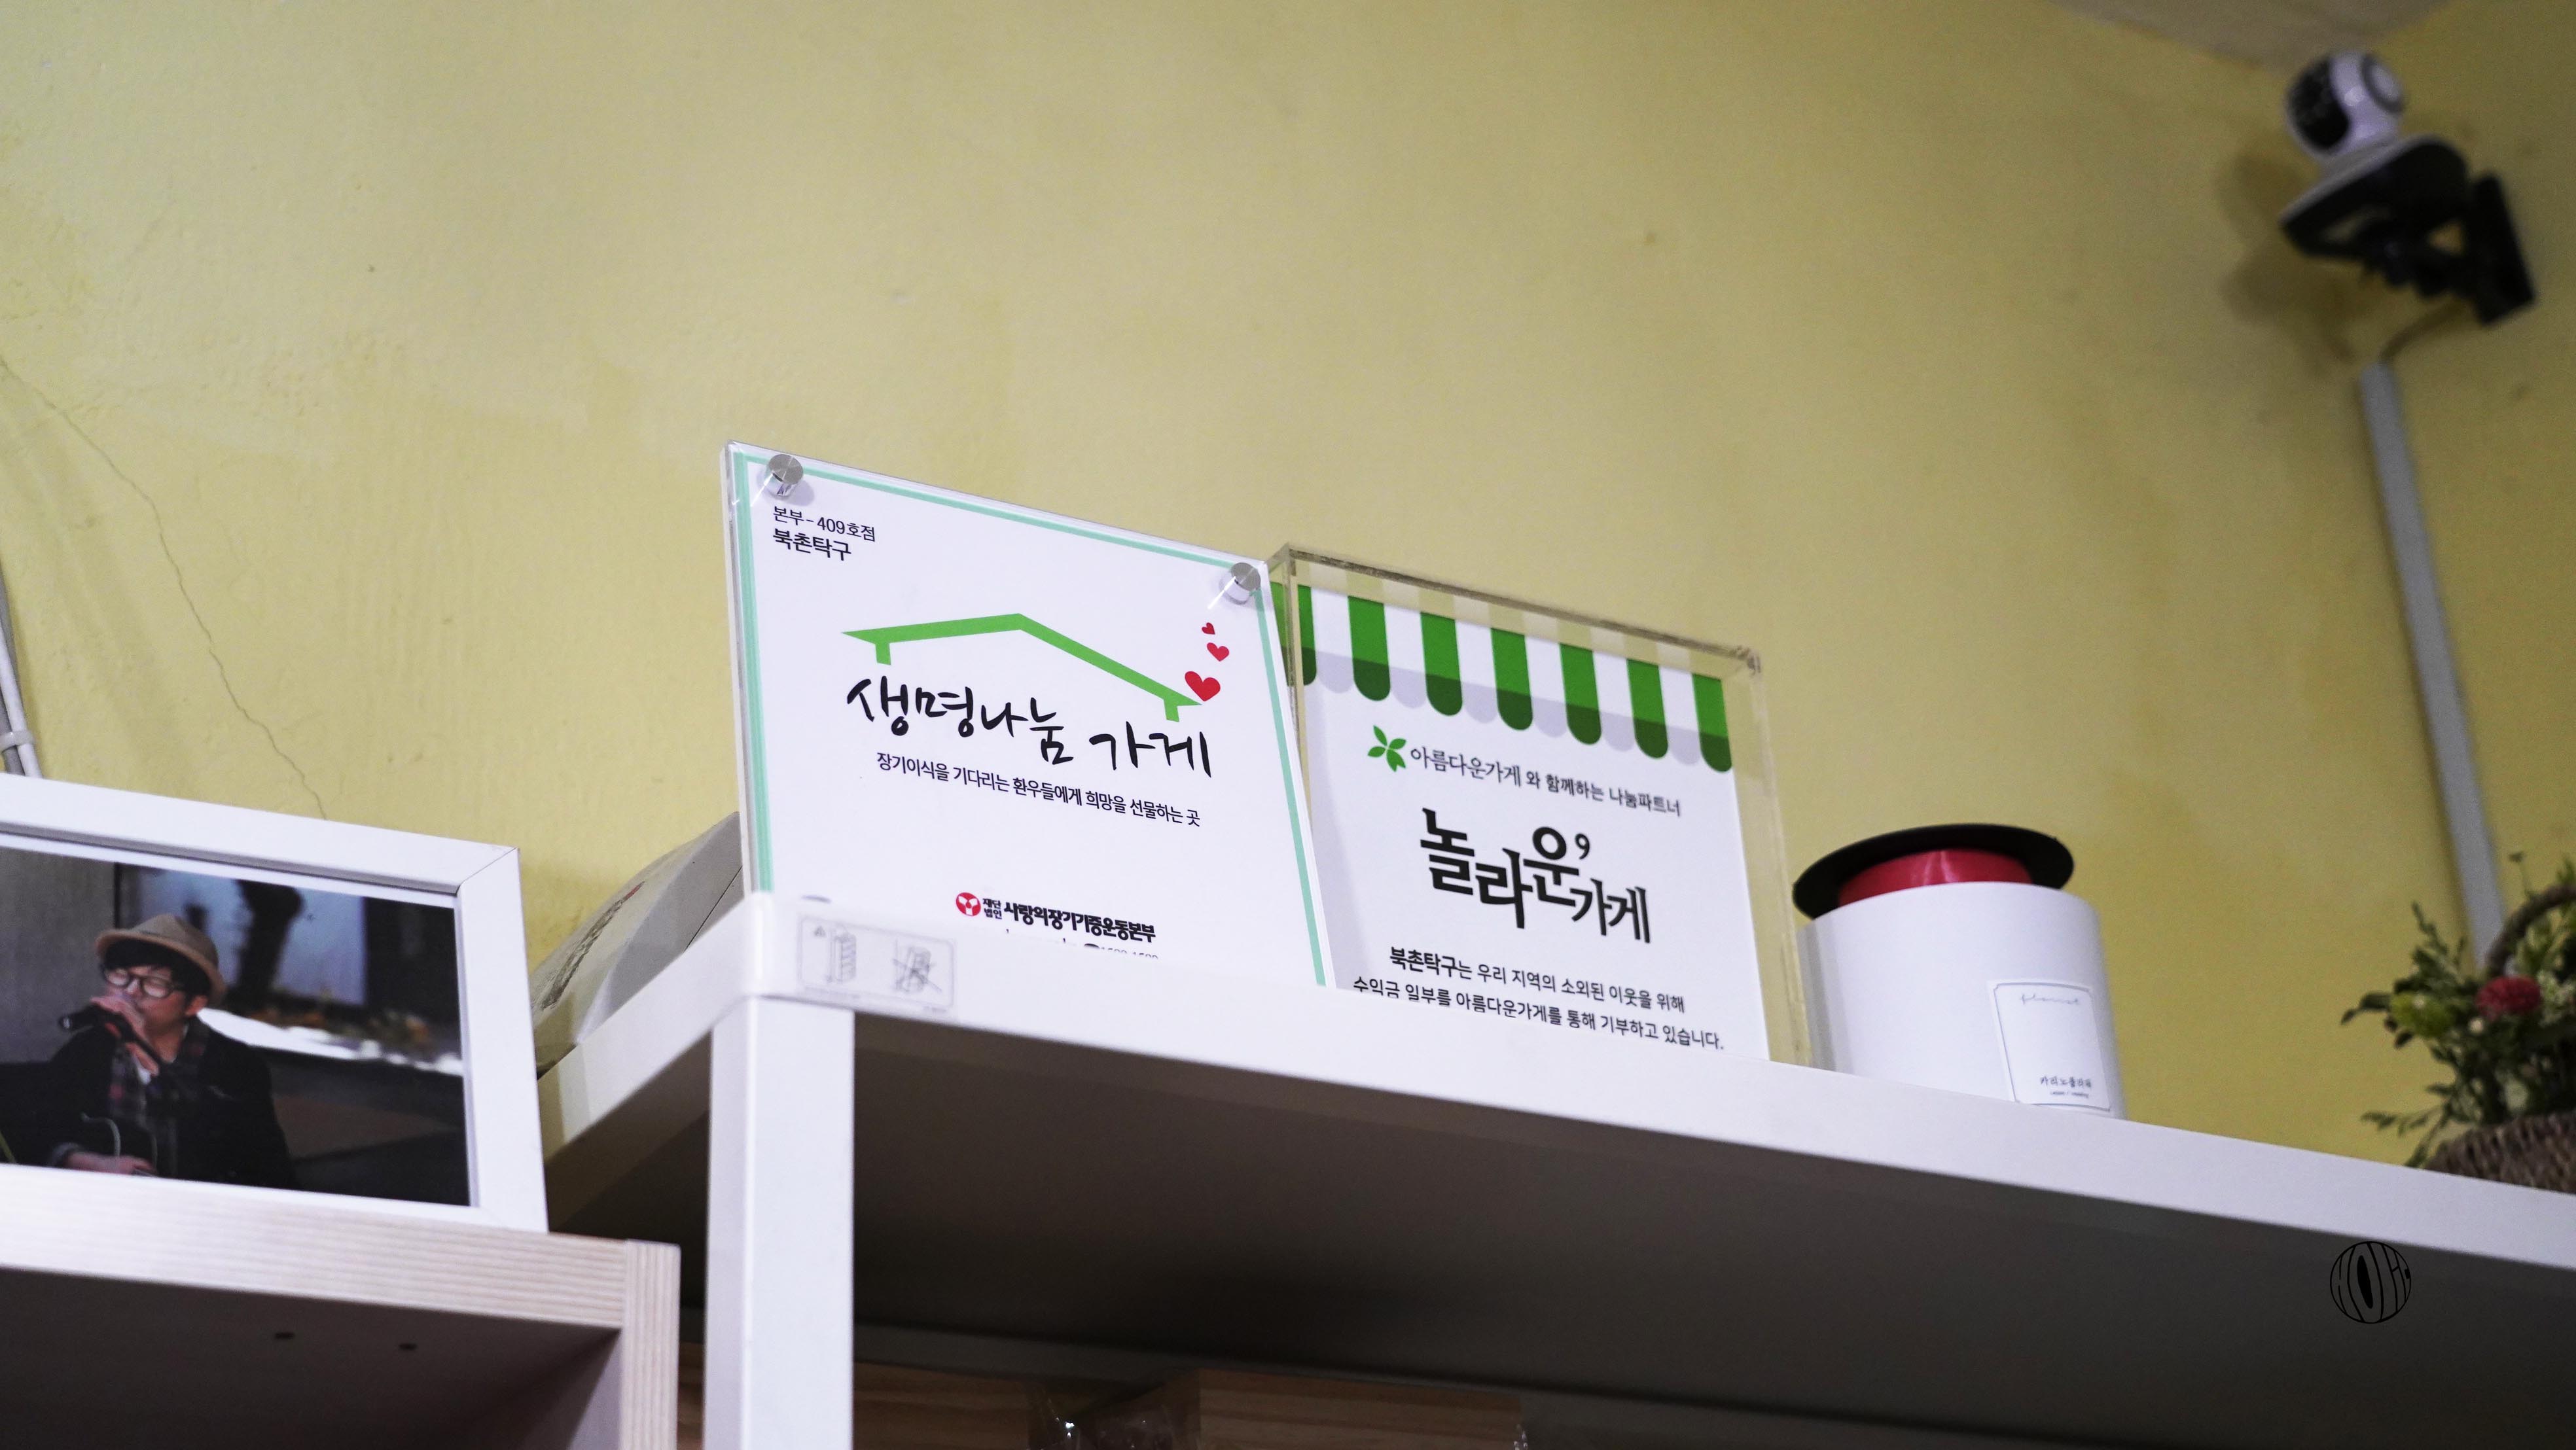 본부-409호점
북촌탁구
생명나눔 가게
장기이식을 기다리는 환우들에게 희망을 선물하는 곳
재단
법인 사랑의장기기증운동본부
아름다운가게 와 함께하는 나눔파트너
놀라운
가게
북촌탁구는 우리 지역의 소외된 이웃을 위해
수익금 일부를 아름다운가게를 통해 기부하고 있습니다.